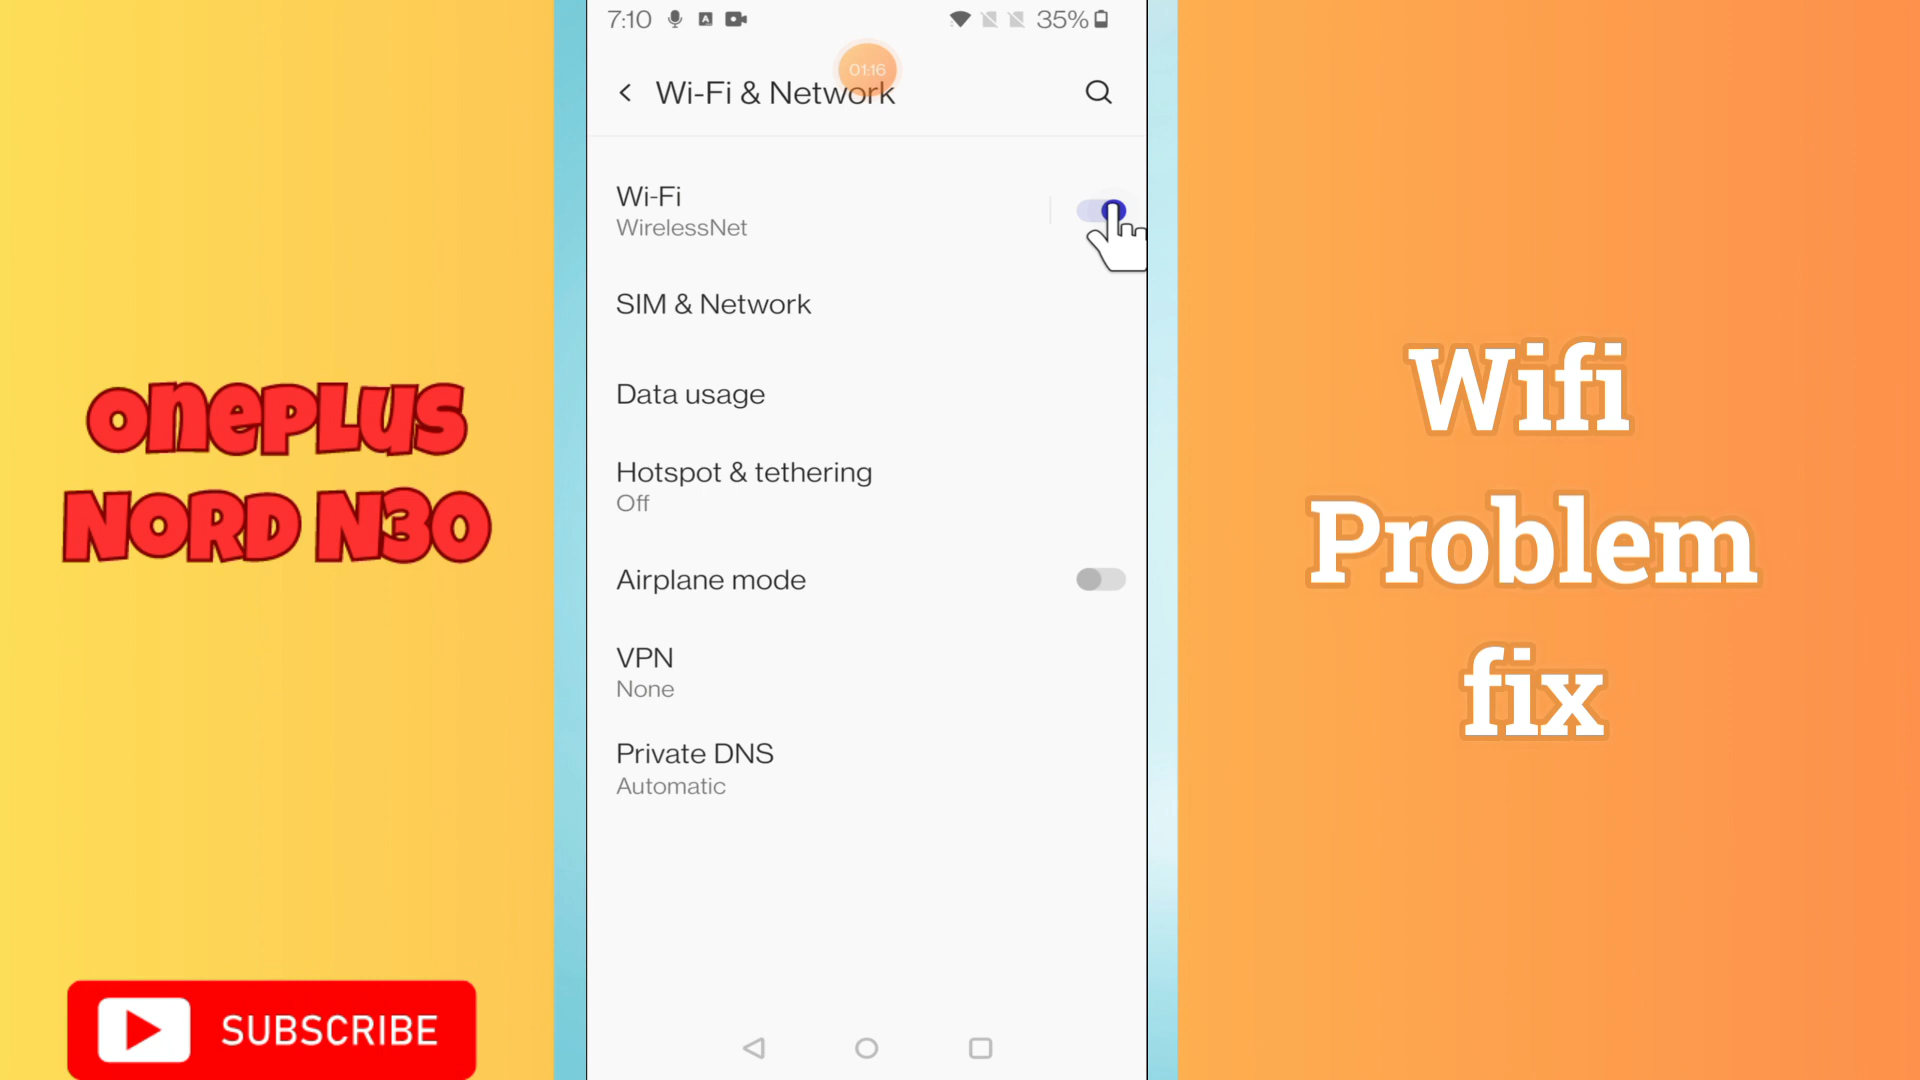 7:10
35%
01:16
Wi-Fi & Network
Wi-Fi
WirelessNet
SIM & Network
Data usage
Hotspot & tethering
Off
Airplane mode
VPN
None
Private DNS
Automatic
ONEPLUS
NORD N30
SUBSCRIBE
Wifi
Problem
fix